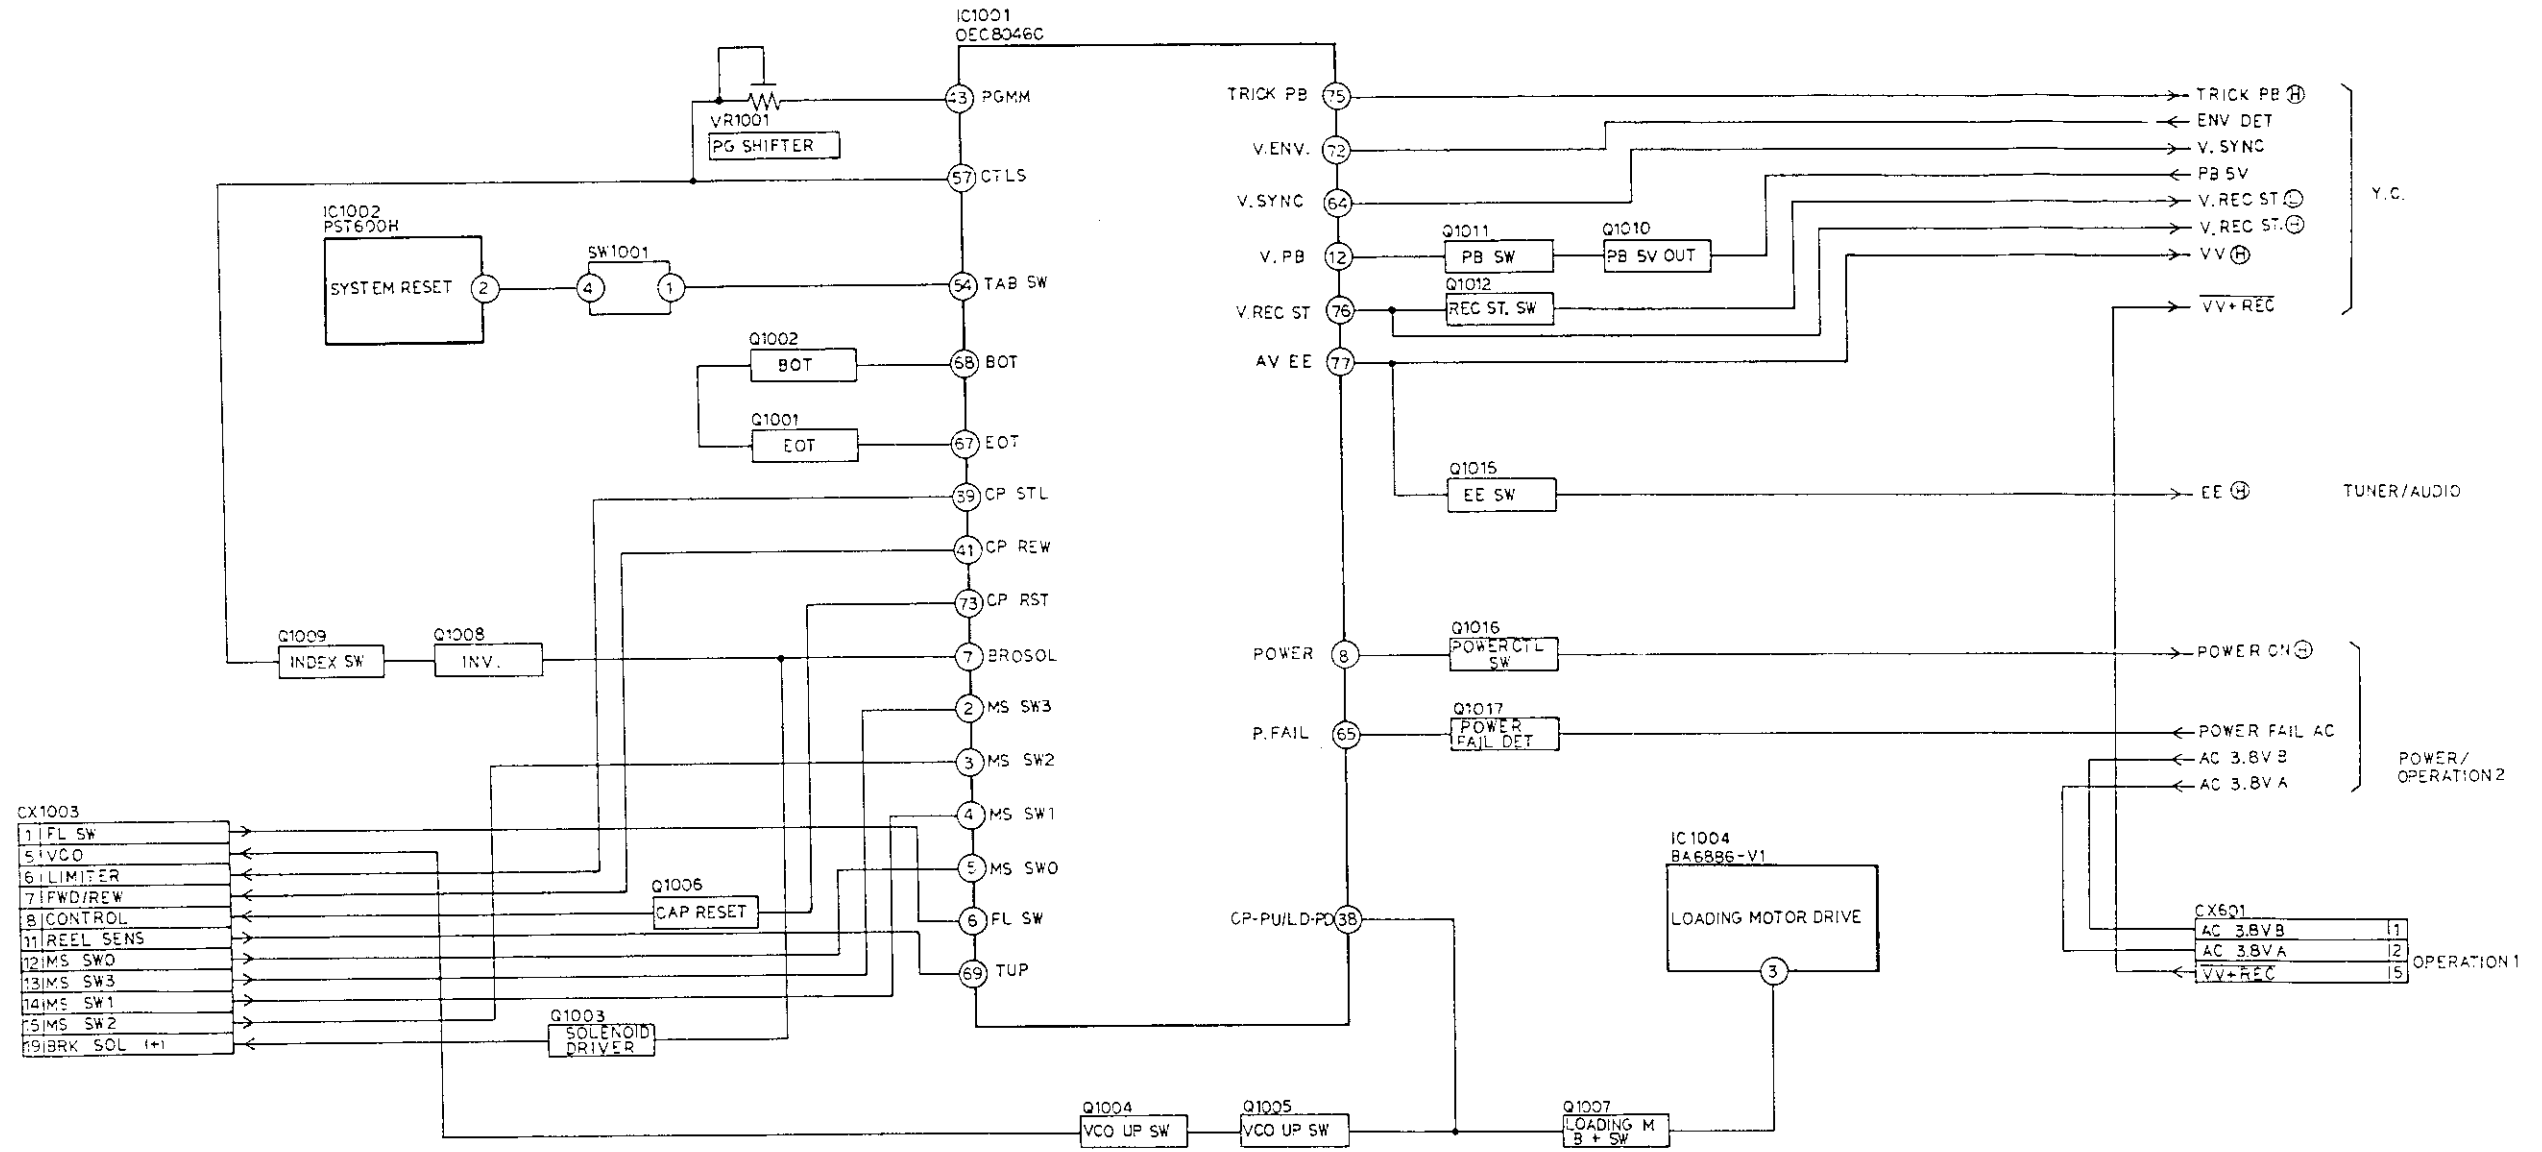 IC1001
OEC8046C
43 PGMM
VR1001
PG SHIFTER
57 CTLS
IC1002
PST600H
SYSTEM RESET 2
SW1001
4 1
54 TAB SW
Q1002
BOT
68 BOT
Q1001
EOT
67 EOT
39 CP STL
41 CP REW
73 CP RST
Q1009
INDEX SW
Q1008
INV.
7 BROSOL
2 MS SW3
3 MS SW2
4 MS SW1
5 MS SW0
6 FL SW
69 TUP
CX1003
1 FL SW
5 VCO
6 LIMITER
7 FWD/REW
8 CONTROL
11 REEL SENS
12 MS SW0
13 MS SW3
14 MS SW1
15 MS SW2
19 BRK SOL (+)
Q1006
CAP RESET
Q1003
SOLENOID
DRIVER
TRICK PB 75
V.ENV. 72
V.SYNC 64
V.PB 12
V.REC ST 76
AV EE 77
POWER 8
P.FAIL 65
CP-PU/LD-PD 38
Q1011
PB SW
Q1010
PB 5V OUT
Q1012
REC ST. SW
Q1015
EE SW
Q1016
POWER CTL
SW
Q1017
POWER
FAIL DET
TRICK PB Ⓗ
ENV DET
V. SYNC
PB 5V
V. REC ST. Ⓛ
V. REC ST. Ⓗ
VV Ⓗ
VV+REC
Y.C.
EE Ⓗ
TUNER/AUDIO
POWER ON Ⓗ
POWER FAIL AC
AC 3.8V B
AC 3.8V A
POWER/
OPERATION 2
IC1004
BA6886-V1
LOADING MOTOR DRIVE
3
CX601
AC 3.8V B 1
AC 3.8V A 2
VV+REC 5
OPERATION 1
Q1004
VCO UP SW
Q1005
VCO UP SW
Q1007
LOADING M
B + SW